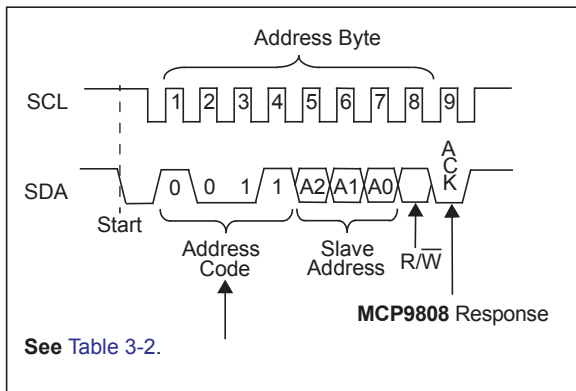 Address Byte
SCL 1 2 3 4 5 6 7 8 9
SDA 0 0 1 1 A2 A1 A0 ACK
Start
Address Code
Slave Address
R/W̅
MCP9808 Response
See Table 3-2.